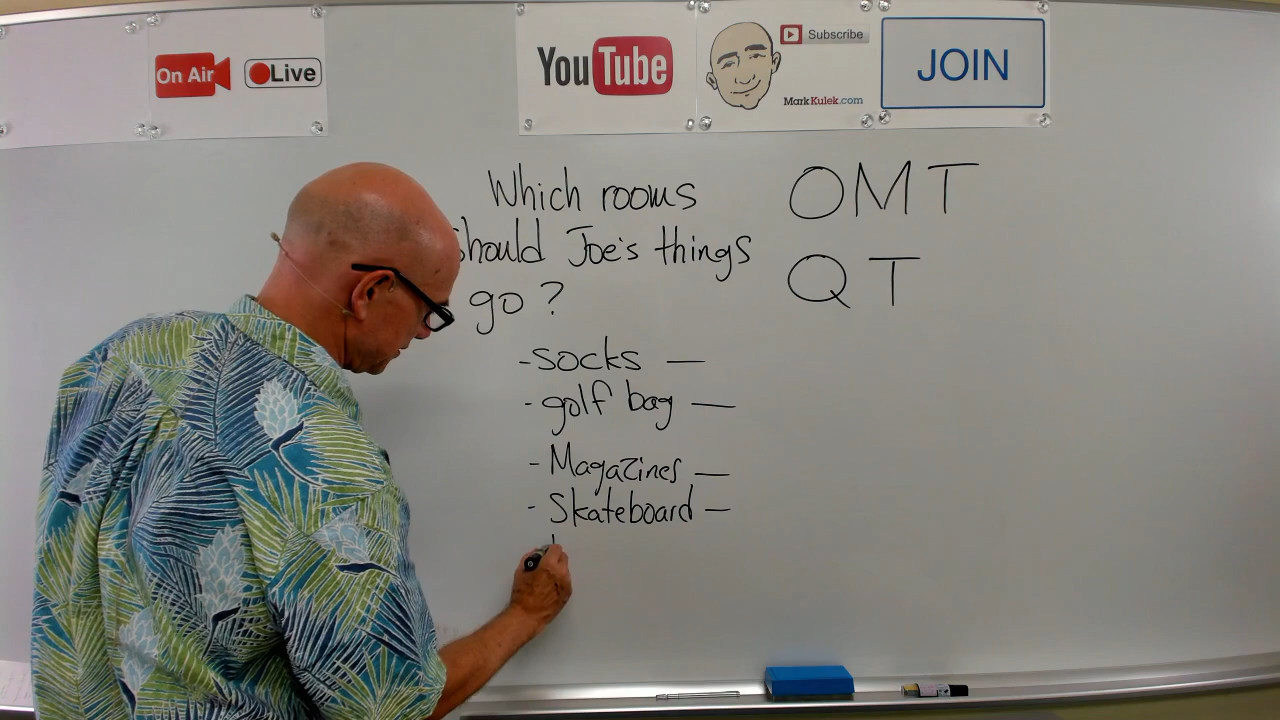 On Air
Live
YouTube
Subscribe
MarkKulek.com
JOIN
Which rooms
should Joe's things
go?
-socks —
- golf bag —
- Magazines —
- Skateboard —
OMT
QT